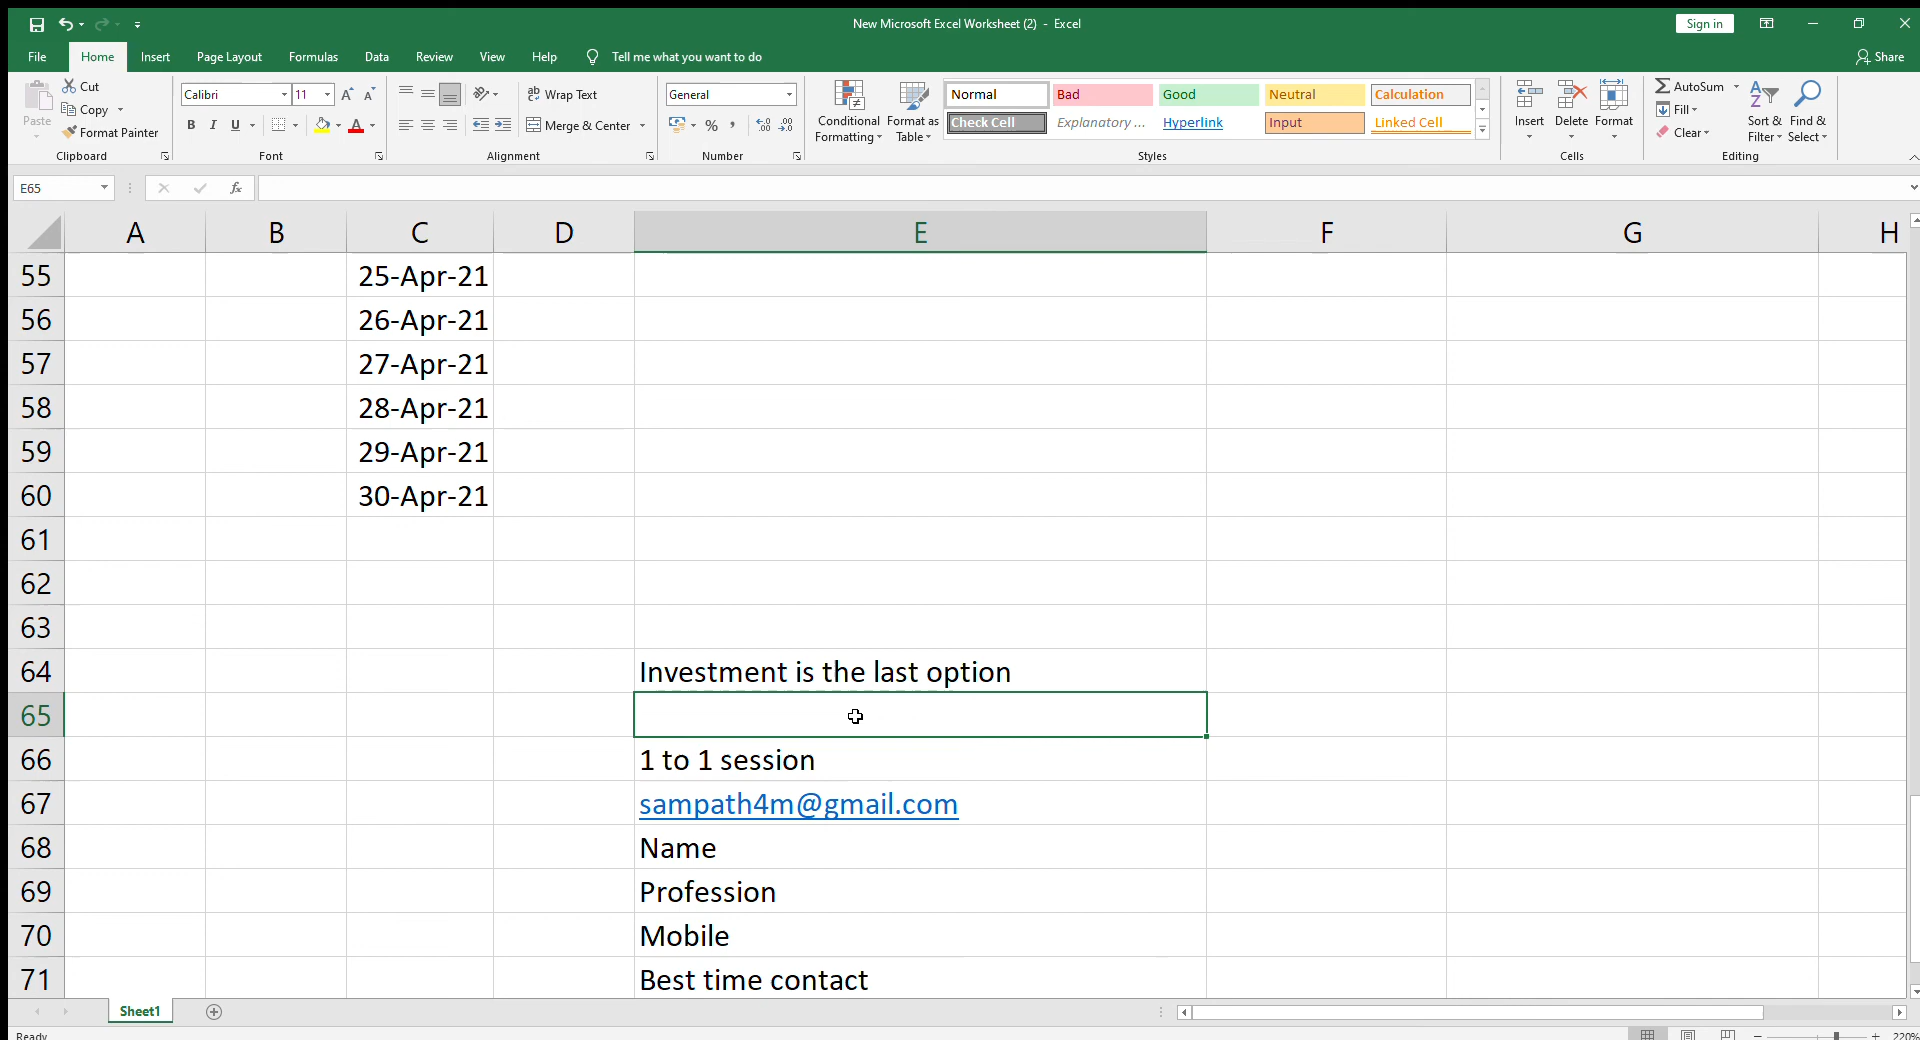 New Microsoft Excel Worksheet (2) - Excel
Sign in
File Home Insert Page Layout Formulas Data Review View Help Tell me what you want to do Share
Paste
Cut
Copy
Format Painter
Clipboard
Calibri 11
B I U
Font
Wrap Text
Merge & Center
Alignment
General
Number
Conditional Formatting
Format as Table
Normal Bad Good Neutral Calculation
Check Cell Explanatory ... Hyperlink Input Linked Cell
Styles
Insert Delete Format
Cells
AutoSum
Fill
Clear
Sort & Filter
Find & Select
Editing
E65 fx
A B C D E F G H
55 25-Apr-21
56 26-Apr-21
57 27-Apr-21
58 28-Apr-21
59 29-Apr-21
60 30-Apr-21
61
62
63
64 Investment is the last option
65
66 1 to 1 session
67 sampath4m@gmail.com
68 Name
69 Profession
70 Mobile
71 Best time contact
Sheet1
Ready 220%